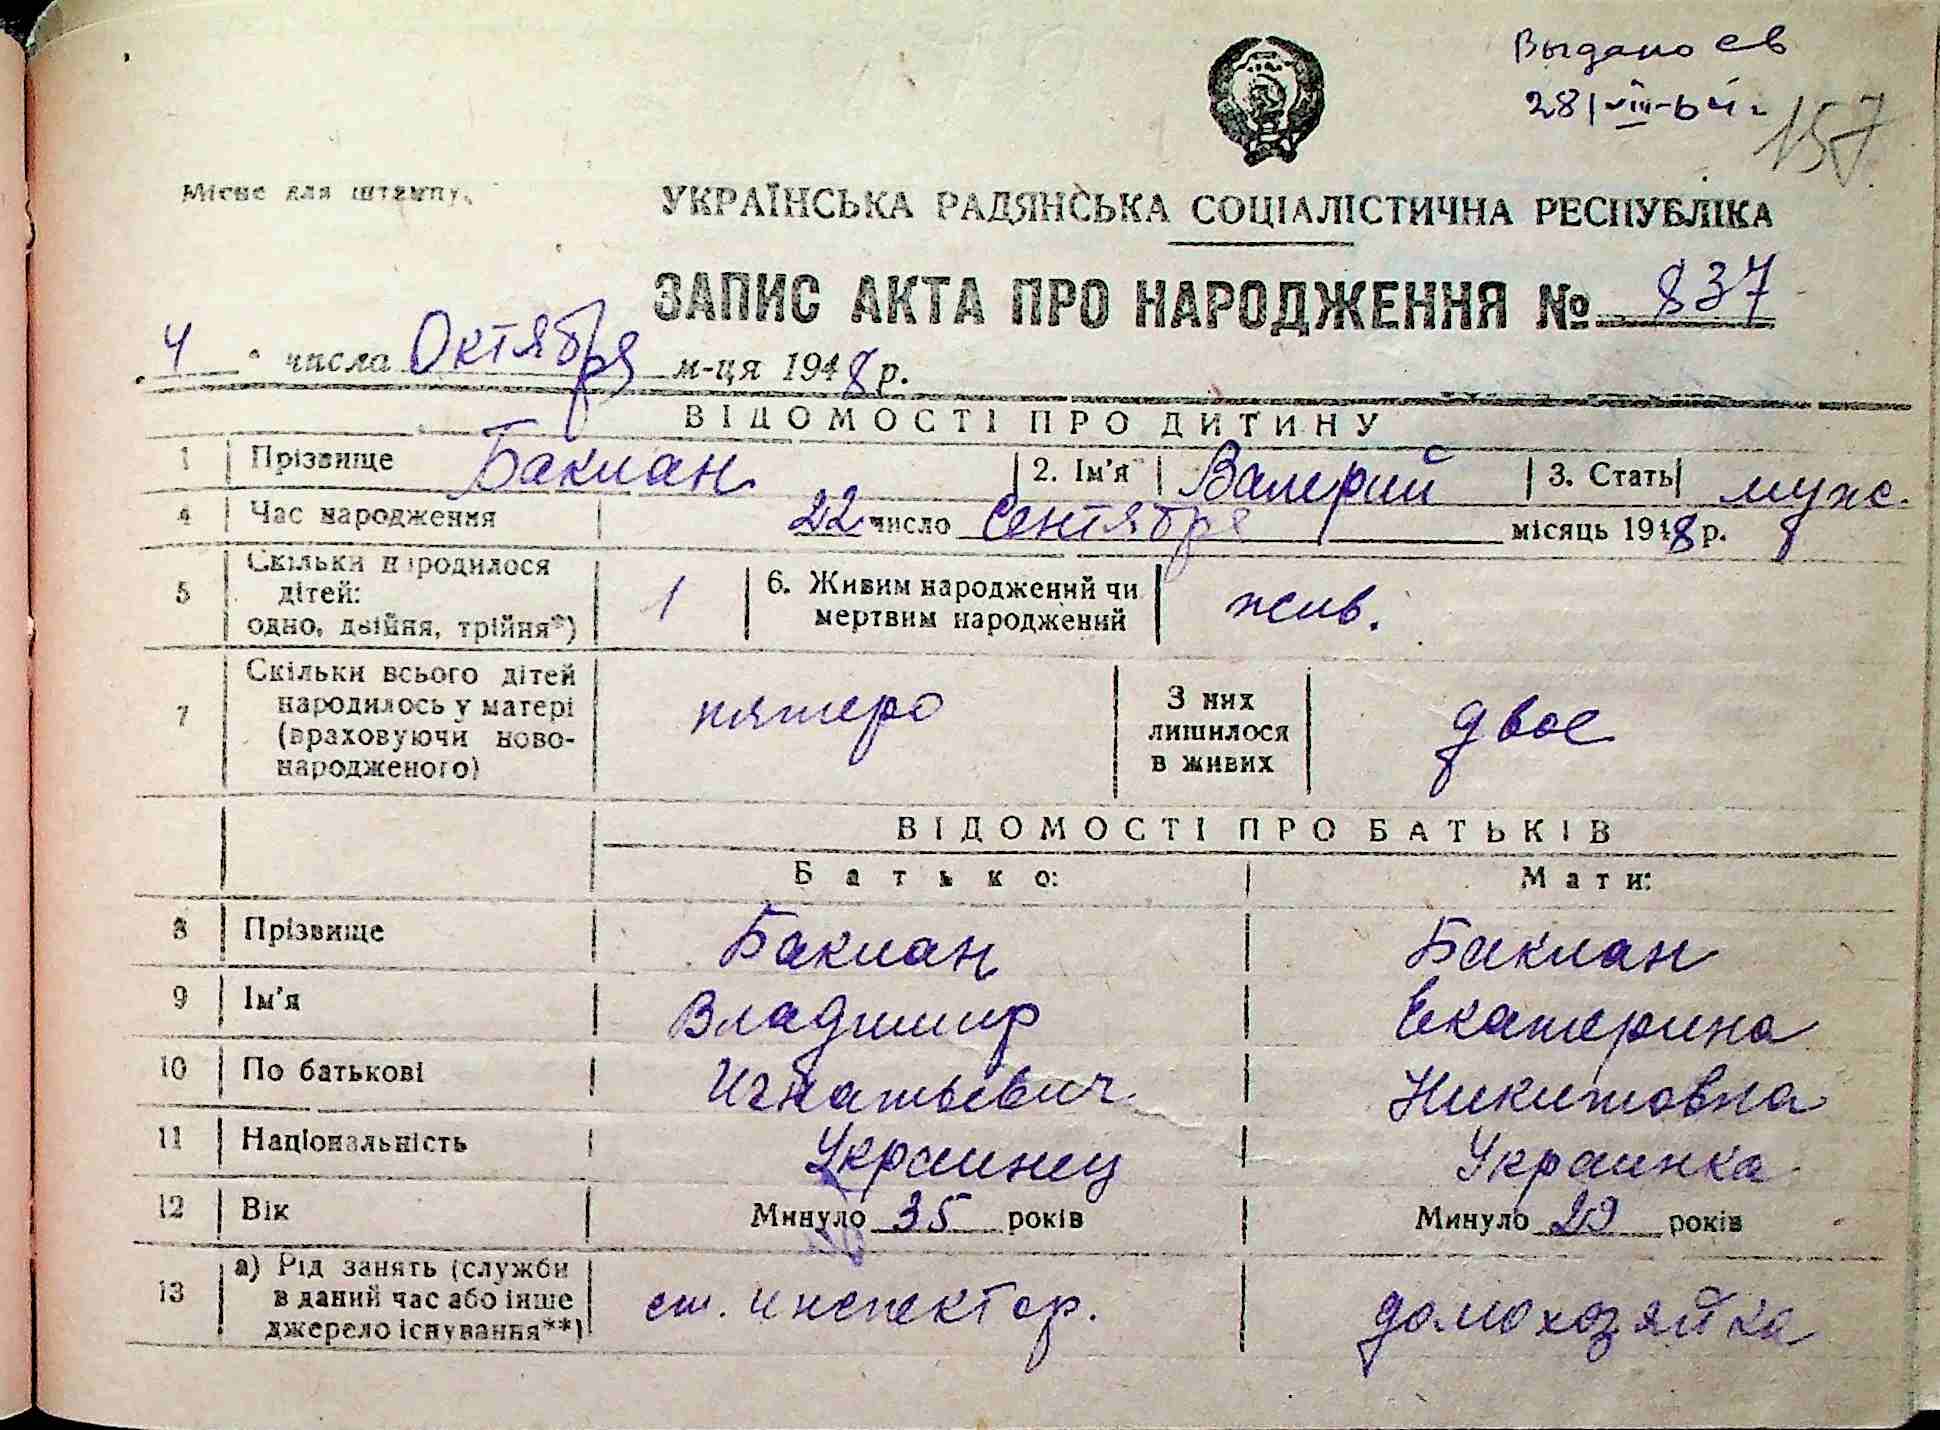 Выдано св
28/VIII-64 г
157
Місце для штампу.
УКРАЇНСЬКА РАДЯНСЬКА СОЦІАЛІСТИЧНА РЕСПУБЛІКА
ЗАПИС АКТА ПРО НАРОДЖЕННЯ № 837
4 числа Октября м-ця 1948 р.
ВІДОМОСТІ ПРО ДИТИНУ
1 Прізвище Баклан 2. Ім'я Валерий 3. Стать муж.
4 Час народження 22 число Сентября місяць 1948 р. 8
5 Скільки народилося дітей: одно, двійня, трійня*) 1 6. Живим народжений чи мертвим народжений жив.
7 Скільки всього дітей народилось у матері (враховуючи ново-народженого) пятеро З них лишилося в живих двое
ВІДОМОСТІ ПРО БАТЬКІВ
Батько: Мати:
8 Прізвище Баклан Баклан
9 Ім'я Владимир Екатерина
10 По батькові Игнатьевич Никитовна
11 Національність Украинец Украинка
12 Вік Минуло 35 років Минуло 29 років
13 а) Рід занять (служби в даний час або інше джерело існування**) ст. инспектор. домохозяйка